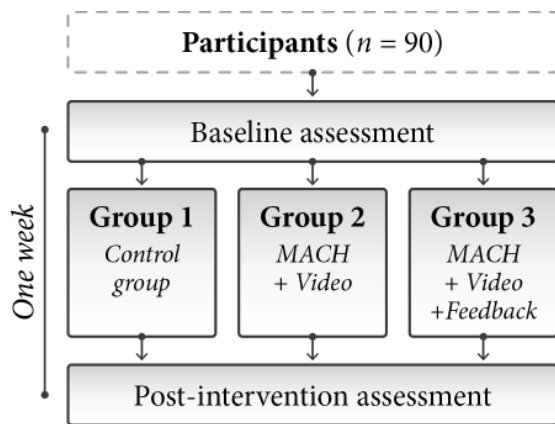 Participants (n = 90)
Baseline assessment
One week
Group 1
Control
group
Group 2
MACH
+ Video
Group 3
MACH
+ Video
+Feedback
Post-intervention assessment